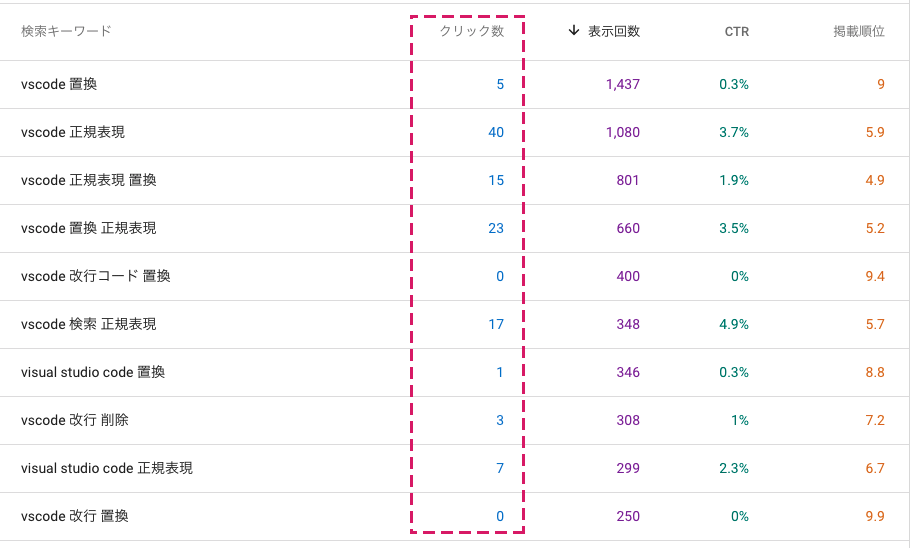 検索キーワード クリック数 ↓ 表示回数 CTR 掲載順位
vscode 置換 5 1,437 0.3% 9
vscode 正規表現 40 1,080 3.7% 5.9
vscode 正規表現 置換 15 801 1.9% 4.9
vscode 置換 正規表現 23 660 3.5% 5.2
vscode 改行コード 置換 0 400 0% 9.4
vscode 検索 正規表現 17 348 4.9% 5.7
visual studio code 置換 1 346 0.3% 8.8
vscode 改行 削除 3 308 1% 7.2
visual studio code 正規表現 7 299 2.3% 6.7
vscode 改行 置換 0 250 0% 9.9